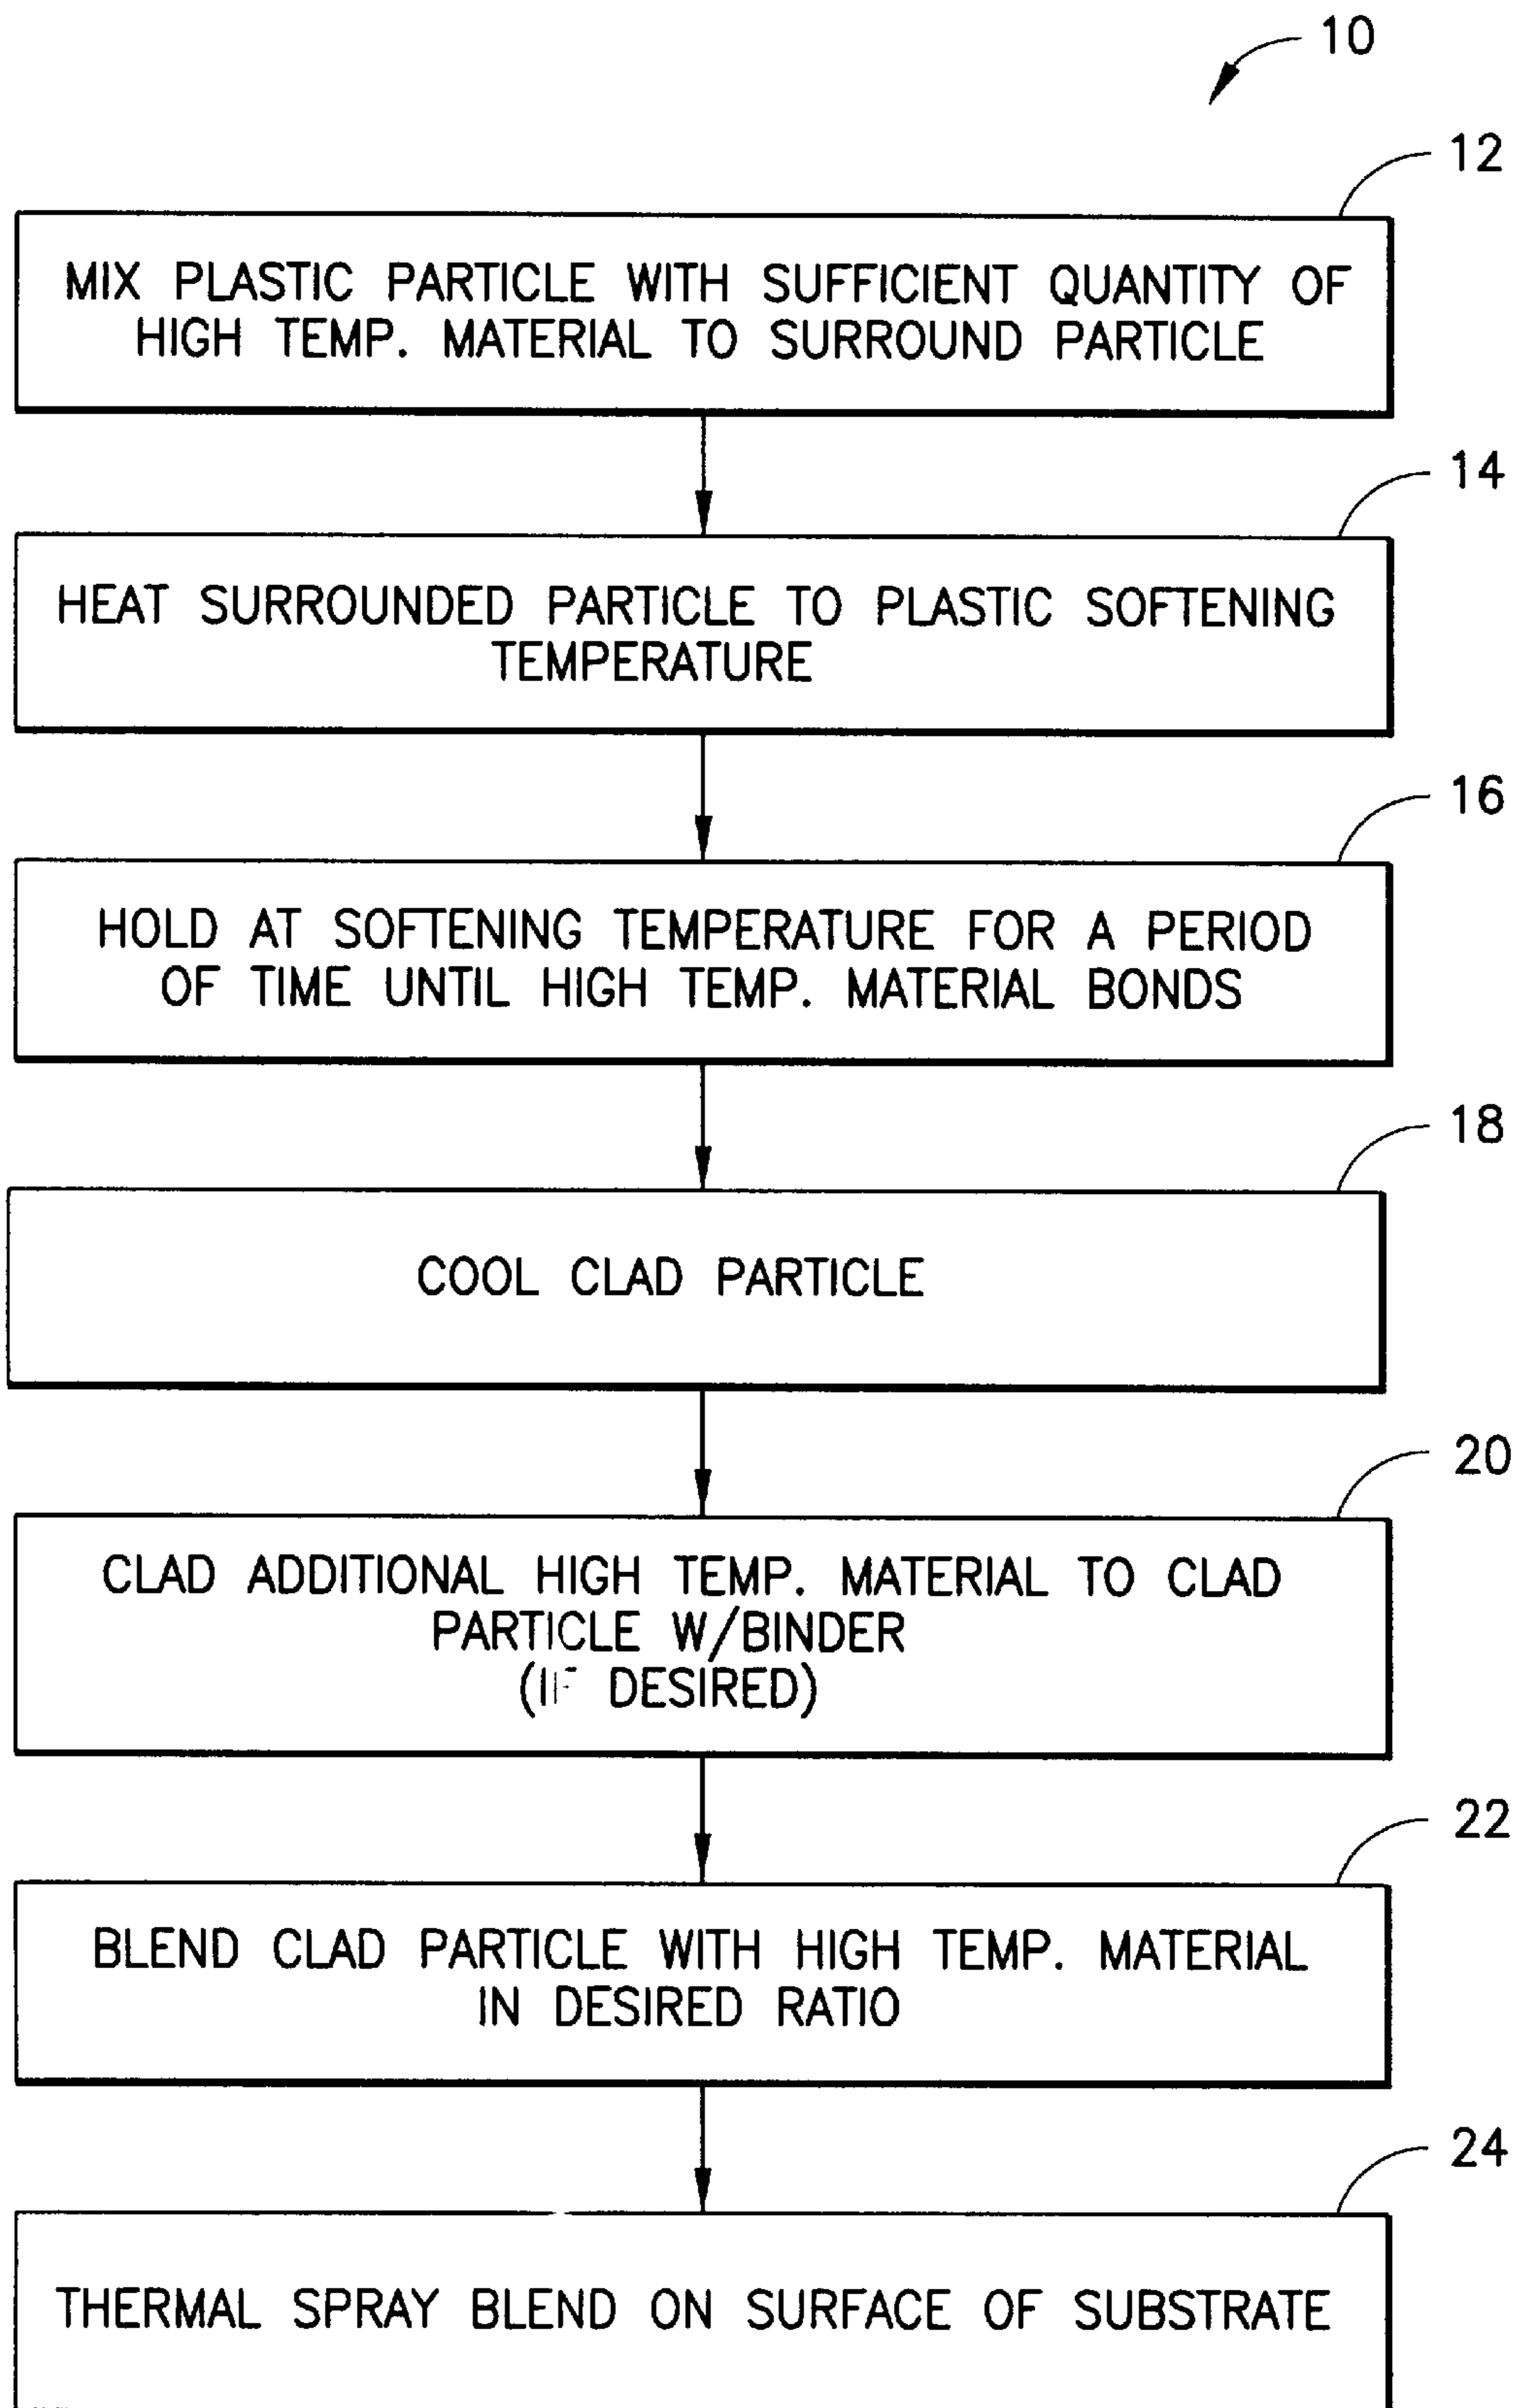 10
12
MIX PLASTIC PARTICLE WITH SUFFICIENT QUANTITY OF
HIGH TEMP. MATERIAL TO SURROUND PARTICLE
14
HEAT SURROUNDED PARTICLE TO PLASTIC SOFTENING
TEMPERATURE
16
HOLD AT SOFTENING TEMPERATURE FOR A PERIOD
OF TIME UNTIL HIGH TEMP. MATERIAL BONDS
18
COOL CLAD PARTICLE
20
CLAD ADDITIONAL HIGH TEMP. MATERIAL TO CLAD
PARTICLE W/BINDER
(IF DESIRED)
22
BLEND CLAD PARTICLE WITH HIGH TEMP. MATERIAL
IN DESIRED RATIO
24
THERMAL SPRAY BLEND ON SURFACE OF SUBSTRATE